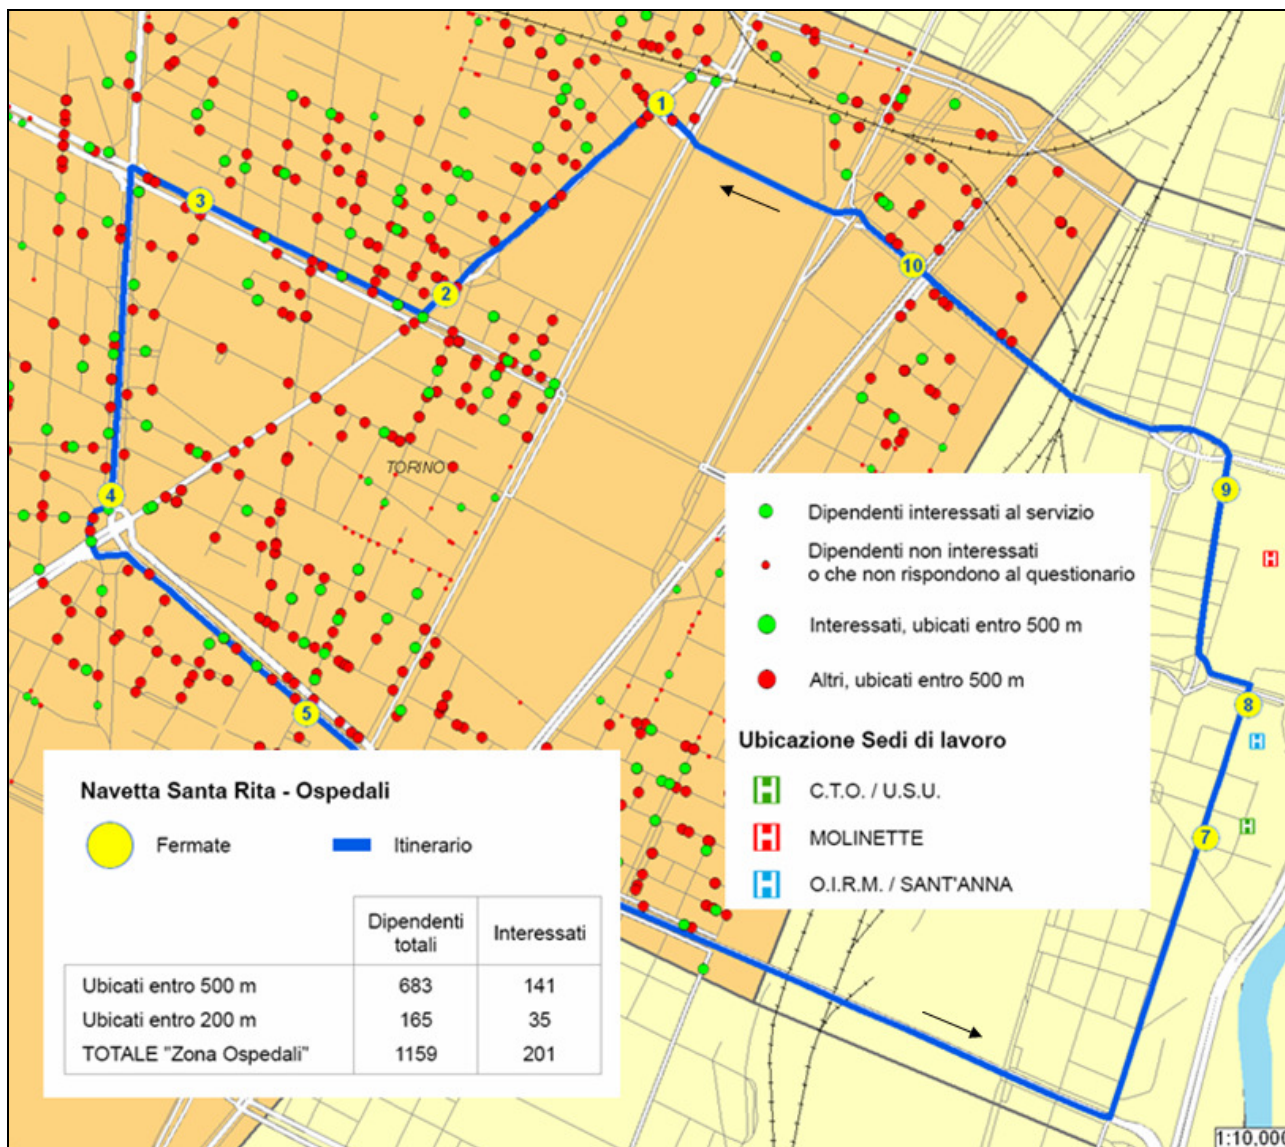 1
3
10
2
TORINO
4
9
5
8
7
Dipendenti interessati al servizio
Dipendenti non interessati
o che non rispondono al questionario
Interessati, ubicati entro 500 m
Altri, ubicati entro 500 m
Ubicazione Sedi di lavoro
H C.T.O. / U.S.U.
H MOLINETTE
H O.I.R.M. / SANT'ANNA
H
H
H
Navetta Santa Rita - Ospedali
Fermate Itinerario
Dipendenti totali Interessati
Ubicati entro 500 m 683 141
Ubicati entro 200 m 165 35
TOTALE "Zona Ospedali" 1159 201
1:10.000